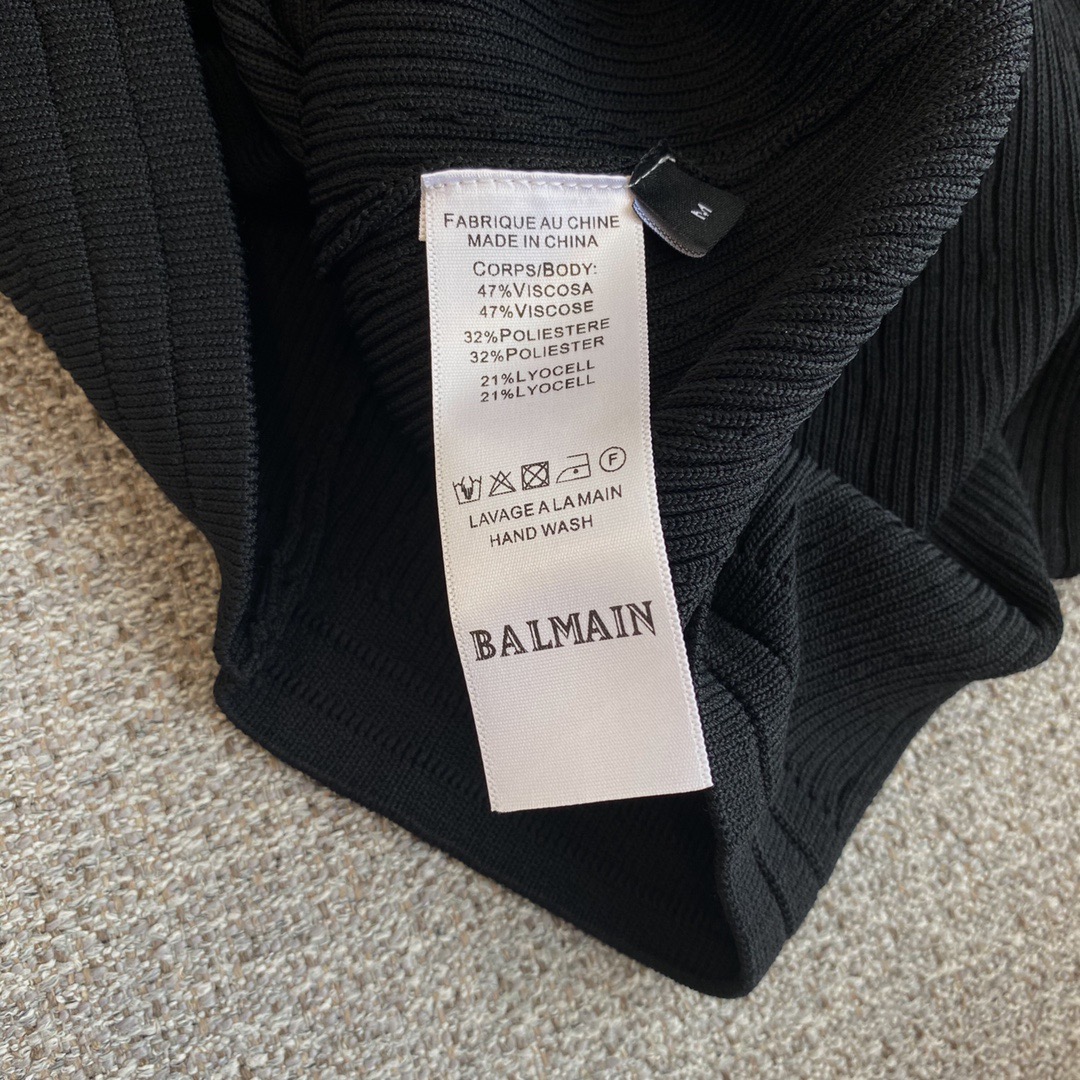 FABRIQUE AU CHINE
MADE IN CHINA
CORPS/BODY:
47%VISCOSA
47%VISCOSE
32%POLIESTERE
32%POLIESTER
21%LYOCELL
21%LYOCELL
F
LAVAGE A LA MAIN
HAND WASH
BALMAIN
M